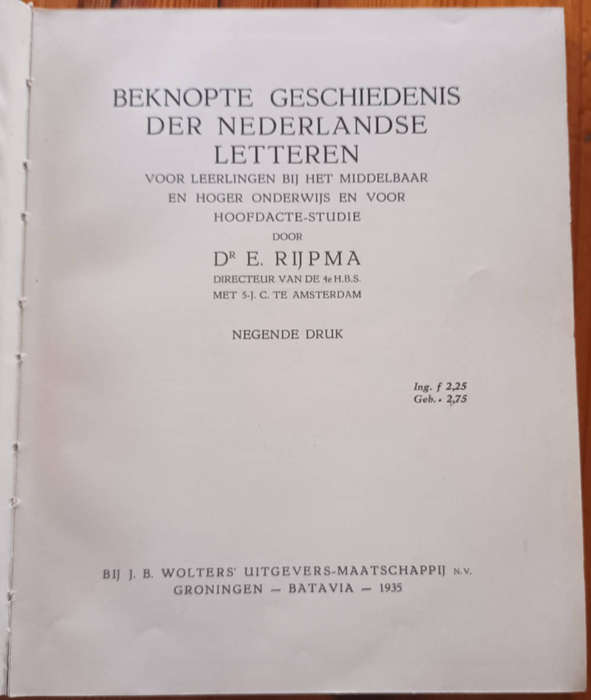 BEKNOPTE GESCHIEDENIS
DER NEDERLANDSE
LETTEREN
VOOR LEERLINGEN BIJ HET MIDDELBAAR
EN HOGER ONDERWIJS EN VOOR
HOOFDACTE-STUDIE
DOOR
DR E. RIJPMA
DIRECTEUR VAN DE 4e H.B.S.
MET 5-J. C. TE AMSTERDAM
NEGENDE DRUK
Ing. f 2,25
Geb. - 2,75
BIJ J. B. WOLTERS' UITGEVERS-MAATSCHAPPIJ N.V.
GRONINGEN — BATAVIA — 1935